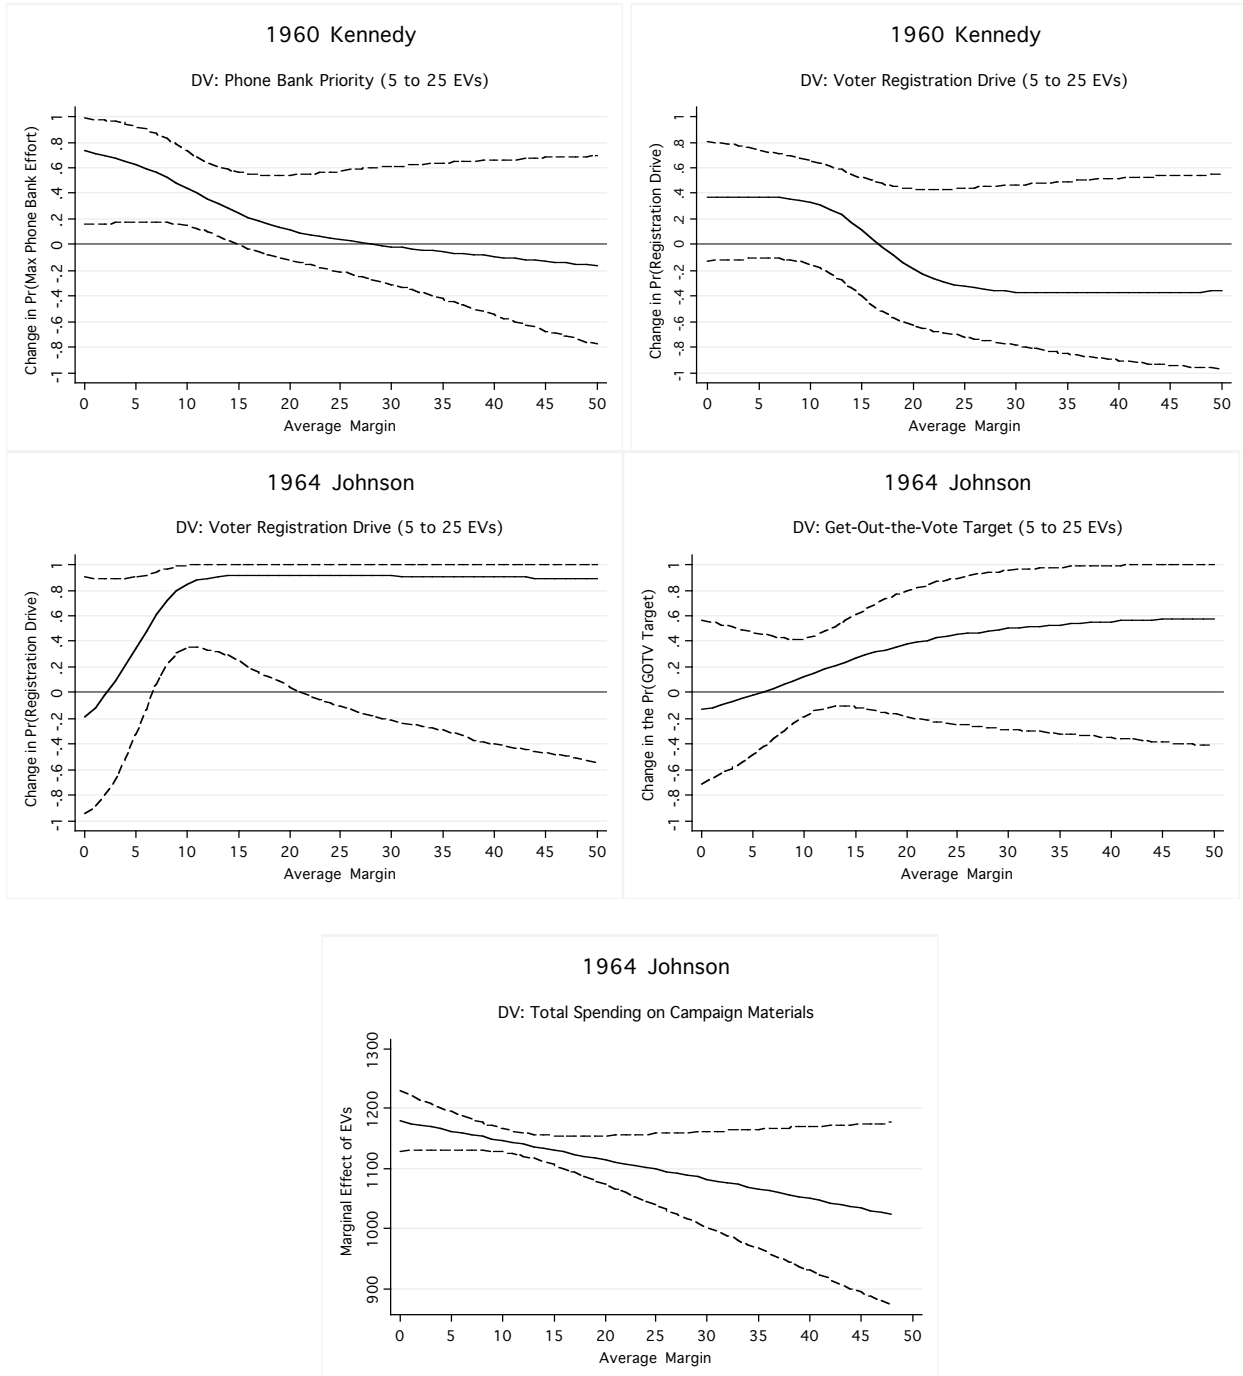 1960 Kennedy
DV: Phone Bank Priority (5 to 25 EVs)
Change in Pr(Max Phone Bank Effort)
1
.8
.6
.4
.2
0
-.2
-.4
-.6
-.8
-1
0 5 10 15 20 25 30 35 40 45 50
Average Margin
1960 Kennedy
DV: Voter Registration Drive (5 to 25 EVs)
Change in Pr(Registration Drive)
1
.8
.6
.4
.2
0
-.2
-.4
-.6
-.8
-1
0 5 10 15 20 25 30 35 40 45 50
Average Margin
1964 Johnson
DV: Voter Registration Drive (5 to 25 EVs)
Change in Pr(Registration Drive)
1
.8
.6
.4
.2
0
-.2
-.4
-.6
-.8
-1
0 5 10 15 20 25 30 35 40 45 50
Average Margin
1964 Johnson
DV: Get-Out-the-Vote Target (5 to 25 EVs)
Change in the Pr(GOTV Target)
1
.8
.6
.4
.2
0
-.2
-.4
-.6
-.8
-1
0 5 10 15 20 25 30 35 40 45 50
Average Margin
1964 Johnson
DV: Total Spending on Campaign Materials
Marginal Effect of EVs
1300
1200
1100
1000
900
0 5 10 15 20 25 30 35 40 45 50
Average Margin